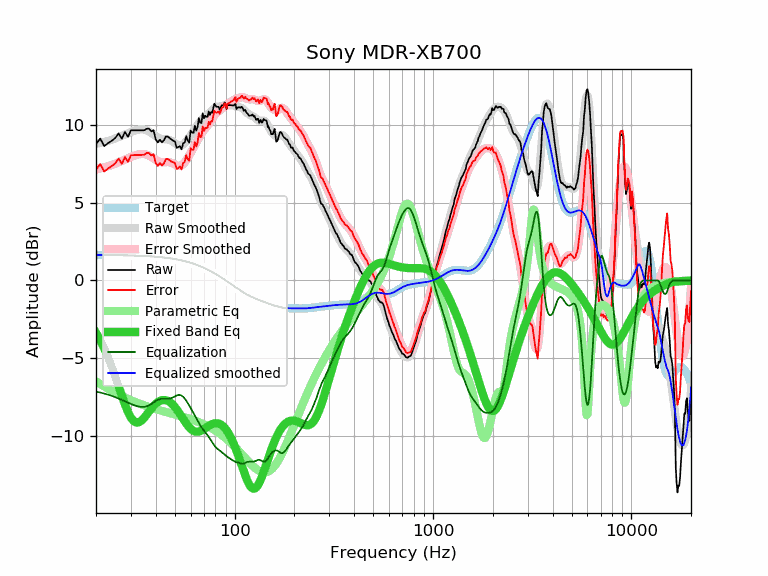 Sony MDR-XB700
Amplitude (dBr)
10
5
0
−5
−10
Target
Raw Smoothed
Error Smoothed
Raw
Error
Parametric Eq
Fixed Band Eq
Equalization
Equalized smoothed
100 1000 10000
Frequency (Hz)